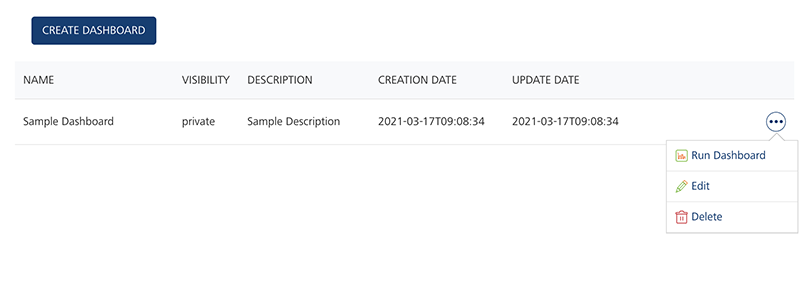 CREATE DASHBOARD
NAME VISIBILITY DESCRIPTION CREATION DATE UPDATE DATE
Sample Dashboard private Sample Description 2021-03-17T09:08:34 2021-03-17T09:08:34
Run Dashboard
Edit
Delete